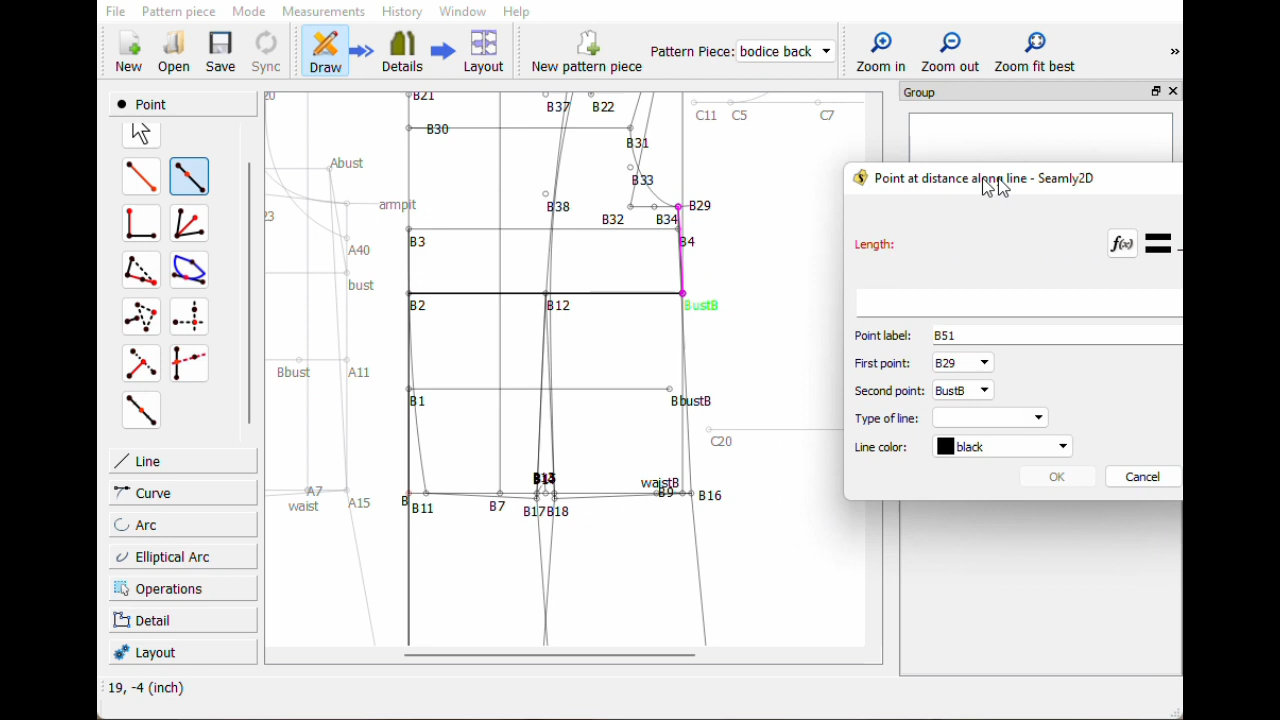 File Pattern piece Mode Measurements History Window Help
New Open Save Sync Draw Details Layout New pattern piece Pattern Piece: bodice back Zoom in Zoom out Zoom fit best »
Point
Line
Curve
Arc
Elliptical Arc
Operations
Detail
Layout
20
B21
B37
B22
C11
C5
C7
B30
B31
Abust
B33
23
armpit
B38
B32
B34
B29
A40
B3
B4
bust
B2
B12
BustB
Bbust
A11
B1
BbustB
C20
A7
waist
A15
B
B11
B7
B17
B18
waistB
B9
B16
Group
Point at distance along line - Seamly2D
Length:
f(x)
Point label: B51
First point: B29
Second point: BustB
Type of line:
Line color: black
OK Cancel
19, -4 (inch)